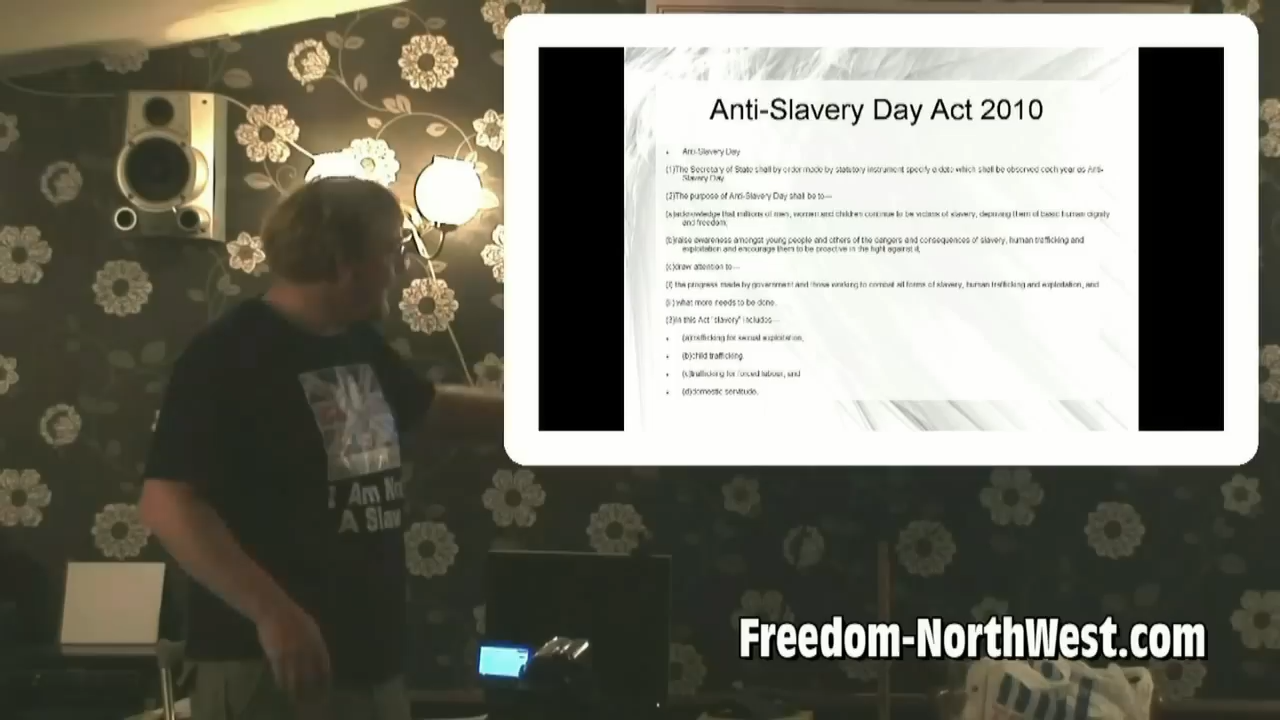 Anti-Slavery Day Act 2010
• Anti-Slavery Day
(1)The Secretary of State shall by order made by statutory instrument specify a date which shall be observed each year as Anti-
Slavery Day.
(2)The purpose of Anti-Slavery Day shall be to—
(a)acknowledge that millions of men, women and children continue to be victims of slavery, depriving them of basic human dignity
and freedom;
(b)raise awareness amongst young people and others of the dangers and consequences of slavery, human trafficking and
exploitation and encourage them to be proactive in the fight against it;
(c)draw attention to—
(i) the progress made by government and those working to combat all forms of slavery, human trafficking and exploitation, and
(ii) what more needs to be done.
(3)In this Act "slavery" includes—
• (a)trafficking for sexual exploitation,
• (b)child trafficking,
• (c)trafficking for forced labour, and
• (d)domestic servitude.
I Am No
A Slav
Freedom-NorthWest.com